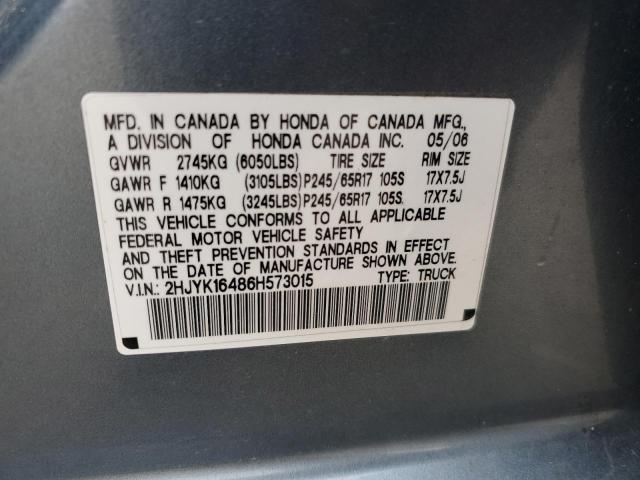 MFD. IN CANADA BY HONDA OF CANADA MFG.,
A DIVISION OF HONDA CANADA INC. 05/06
GVWR 2745KG (6050LBS) TIRE SIZE RIM SIZE
GAWR F 1410KG (3105LBS)P245/65R17 105S 17X7.5J
GAWR R 1475KG (3245LBS)P245/65R17 105S. 17X7.5J
THIS VEHICLE CONFORMS TO ALL APPLICABLE
FEDERAL MOTOR VEHICLE SAFETY
AND THEFT PREVENTION STANDARDS IN EFFECT
ON THE DATE OF MANUFACTURE SHOWN ABOVE.
V.I.N.: 2HJYK16486H573015 TYPE: TRUCK